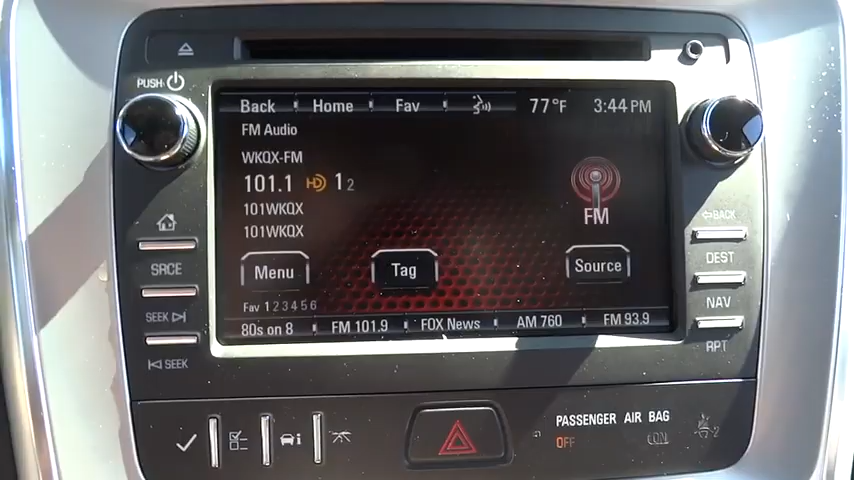 PUSH
Back Home Fav 77°F 3:44 PM
FM Audio
WKQX-FM
101.1 HD 1 2
101WKQX
101WKQX
FM
Menu Tag Source
Fav 1 2 3 4 5 6
80s on 8 FM 101.9 FOX News AM 760 FM 93.9
SRCE
SEEK
SEEK
BACK
DEST
NAV
RPT
PASSENGER AIR BAG
OFF ON
2